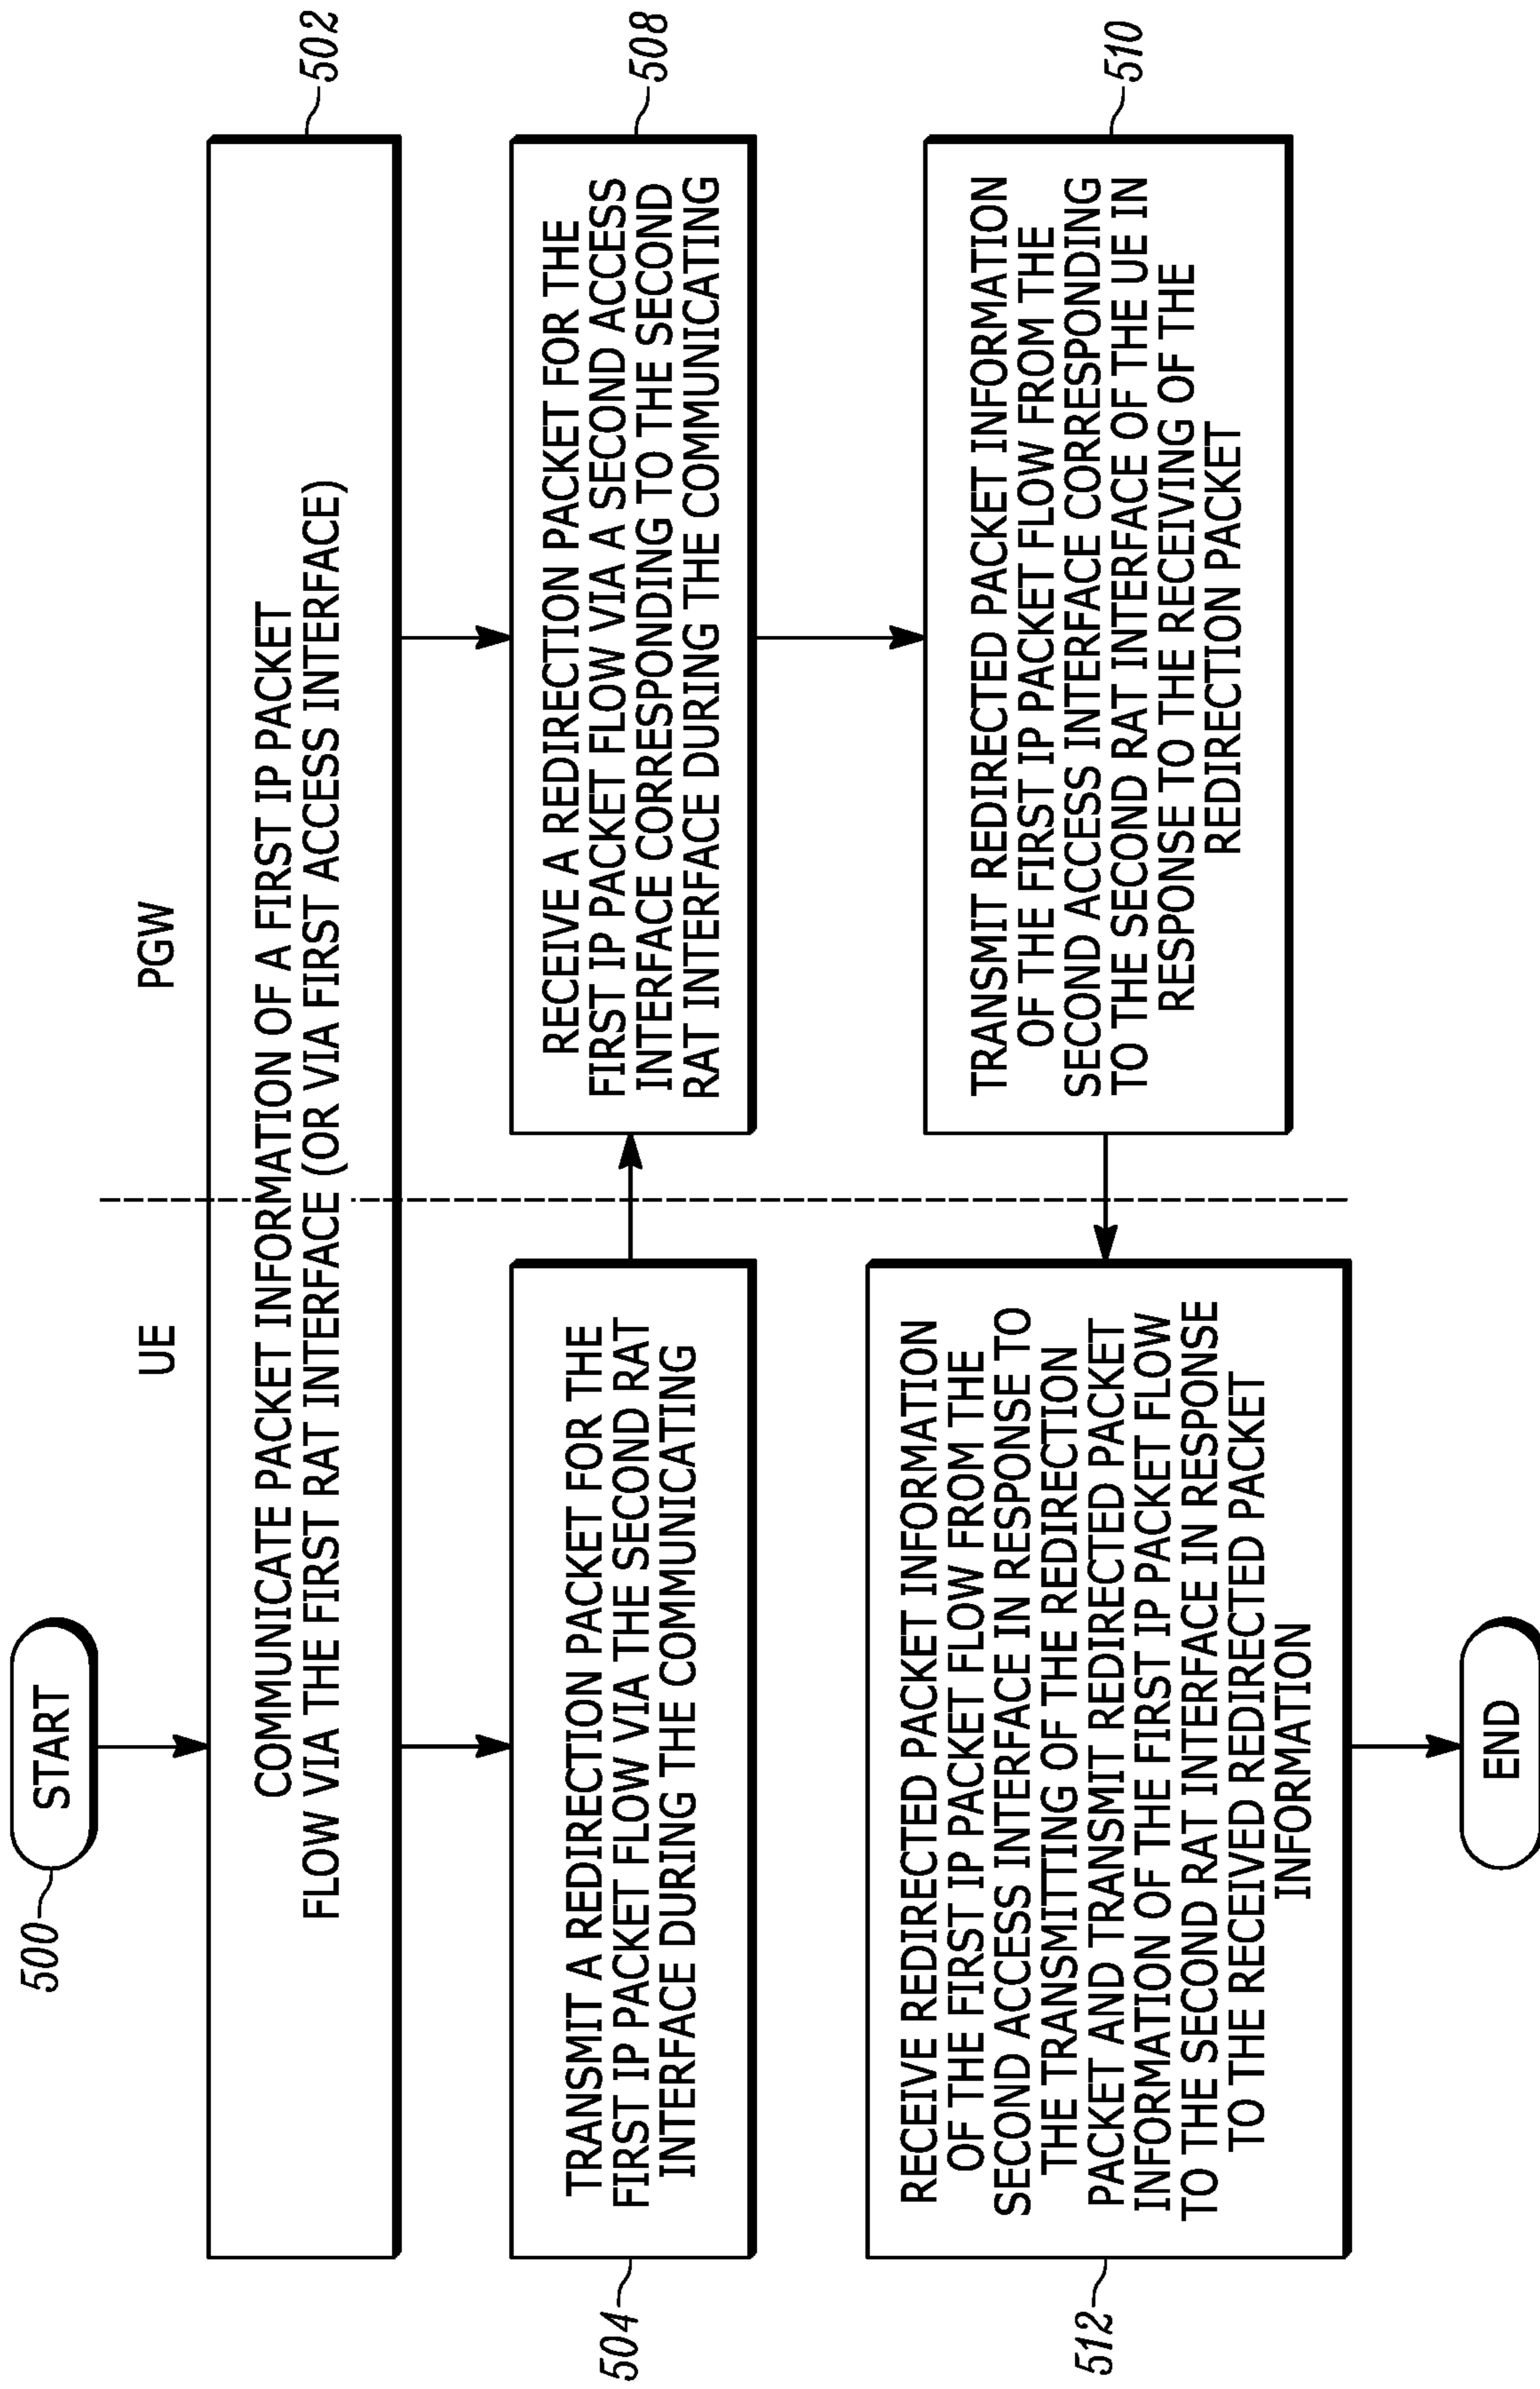 500
START
UE
PGW
COMMUNICATE PACKET INFORMATION OF A FIRST IP PACKET
FLOW VIA THE FIRST RAT INTERFACE (OR VIA FIRST ACCESS INTERFACE)
502
504
TRANSMIT A REDIRECTION PACKET FOR THE
FIRST IP PACKET FLOW VIA THE SECOND RAT
INTERFACE DURING THE COMMUNICATING
RECEIVE A REDIRECTION PACKET FOR THE
FIRST IP PACKET FLOW VIA A SECOND ACCESS
INTERFACE CORRESPONDING TO THE SECOND
RAT INTERFACE DURING THE COMMUNICATING
508
TRANSMIT REDIRECTED PACKET INFORMATION
OF THE FIRST IP PACKET FLOW FROM THE
SECOND ACCESS INTERFACE CORRESPONDING
TO THE SECOND RAT INTERFACE OF THE UE IN
RESPONSE TO THE RECEIVING OF THE
REDIRECTION PACKET
510
512
RECEIVE REDIRECTED PACKET INFORMATION
OF THE FIRST IP PACKET FLOW FROM THE
SECOND ACCESS INTERFACE IN RESPONSE TO
THE TRANSMITTING OF THE REDIRECTION
PACKET AND TRANSMIT REDIRECTED PACKET
INFORMATION OF THE FIRST IP PACKET FLOW
TO THE SECOND RAT INTERFACE IN RESPONSE
TO THE RECEIVED REDIRECTED PACKET
INFORMATION
END